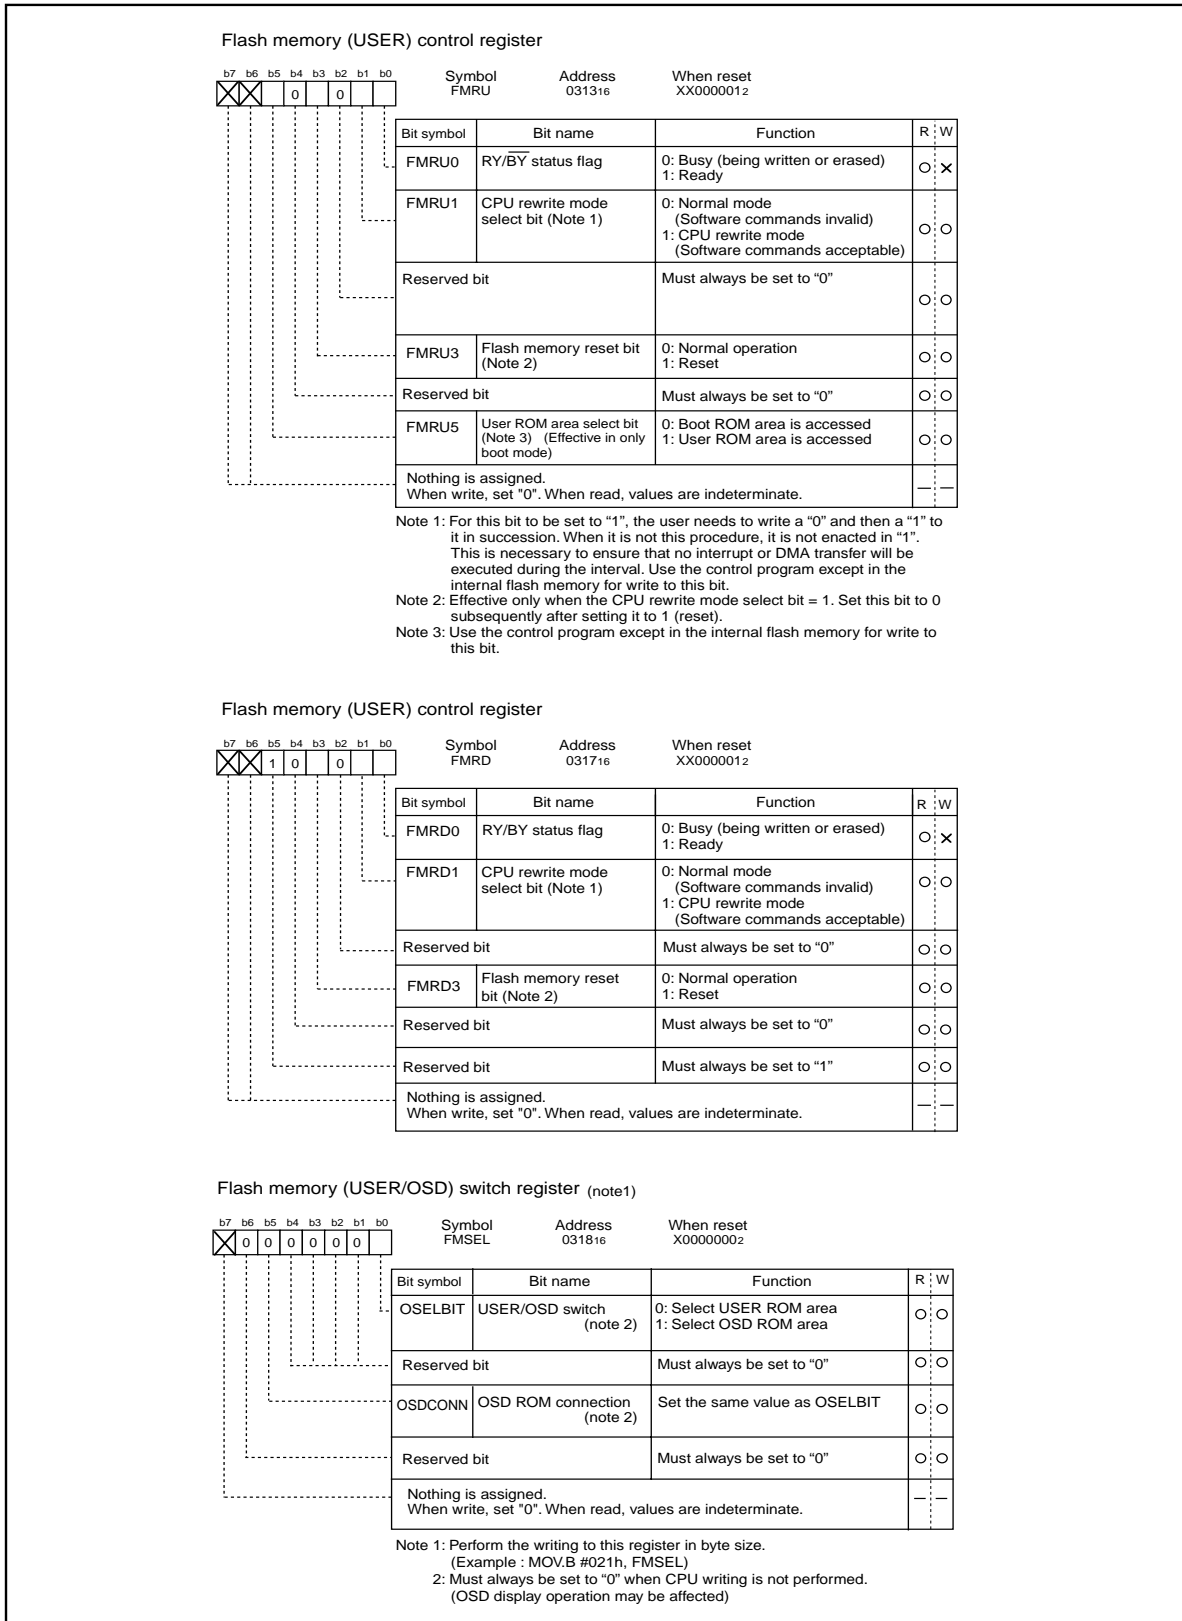 Flash memory (USER) control register
b7 b6 b5 b4 b3 b2 b1 b0
Symbol Address When reset
FMRU 031316 XX0000012
0 0
Bit symbol Bit name Function R W
FMRU0 RY/BY status flag 0: Busy (being written or erased)
1: Ready
FMRU1 CPU rewrite mode 0: Normal mode
select bit (Note 1) (Software commands invalid)
1: CPU rewrite mode
(Software commands acceptable)
Reserved bit Must always be set to “0”
FMRU3 Flash memory reset bit 0: Normal operation
(Note 2) 1: Reset
Reserved bit Must always be set to “0”
FMRU5 User ROM area select bit 0: Boot ROM area is accessed
(Note 3) (Effective in only 1: User ROM area is accessed
boot mode)
Nothing is assigned.
When write, set "0". When read, values are indeterminate.
Note 1: For this bit to be set to “1”, the user needs to write a “0” and then a “1” to
it in succession. When it is not this procedure, it is not enacted in “1”.
This is necessary to ensure that no interrupt or DMA transfer will be
executed during the interval. Use the control program except in the
internal flash memory for write to this bit.
Note 2: Effective only when the CPU rewrite mode select bit = 1. Set this bit to 0
subsequently after setting it to 1 (reset).
Note 3: Use the control program except in the internal flash memory for write to
this bit.
Flash memory (USER) control register
b7 b6 b5 b4 b3 b2 b1 b0
Symbol Address When reset
FMRD 031716 XX0000012
1 0 0
Bit symbol Bit name Function R W
FMRD0 RY/BY status flag 0: Busy (being written or erased)
1: Ready
FMRD1 CPU rewrite mode 0: Normal mode
select bit (Note 1) (Software commands invalid)
1: CPU rewrite mode
(Software commands acceptable)
Reserved bit Must always be set to “0”
FMRD3 Flash memory reset 0: Normal operation
bit (Note 2) 1: Reset
Reserved bit Must always be set to “0”
Reserved bit Must always be set to “1”
Nothing is assigned.
When write, set "0". When read, values are indeterminate.
Flash memory (USER/OSD) switch register (note1)
b7 b6 b5 b4 b3 b2 b1 b0
Symbol Address When reset
FMSEL 031816 X00000002
0 0 0 0 0 0
Bit symbol Bit name Function R W
OSELBIT USER/OSD switch 0: Select USER ROM area
(note 2) 1: Select OSD ROM area
Reserved bit Must always be set to “0”
OSDCONN OSD ROM connection Set the same value as OSELBIT
(note 2)
Reserved bit Must always be set to “0”
Nothing is assigned.
When write, set "0". When read, values are indeterminate.
Note 1: Perform the writing to this register in byte size.
(Example : MOV.B #021h, FMSEL)
2: Must always be set to “0” when CPU writing is not performed.
(OSD display operation may be affected)